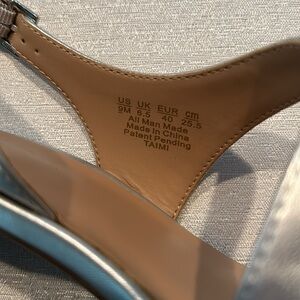 US UK EUR cm
9M 6.5 40 25.5
All Man Made
Made in China
Patent Pending
TAIMI